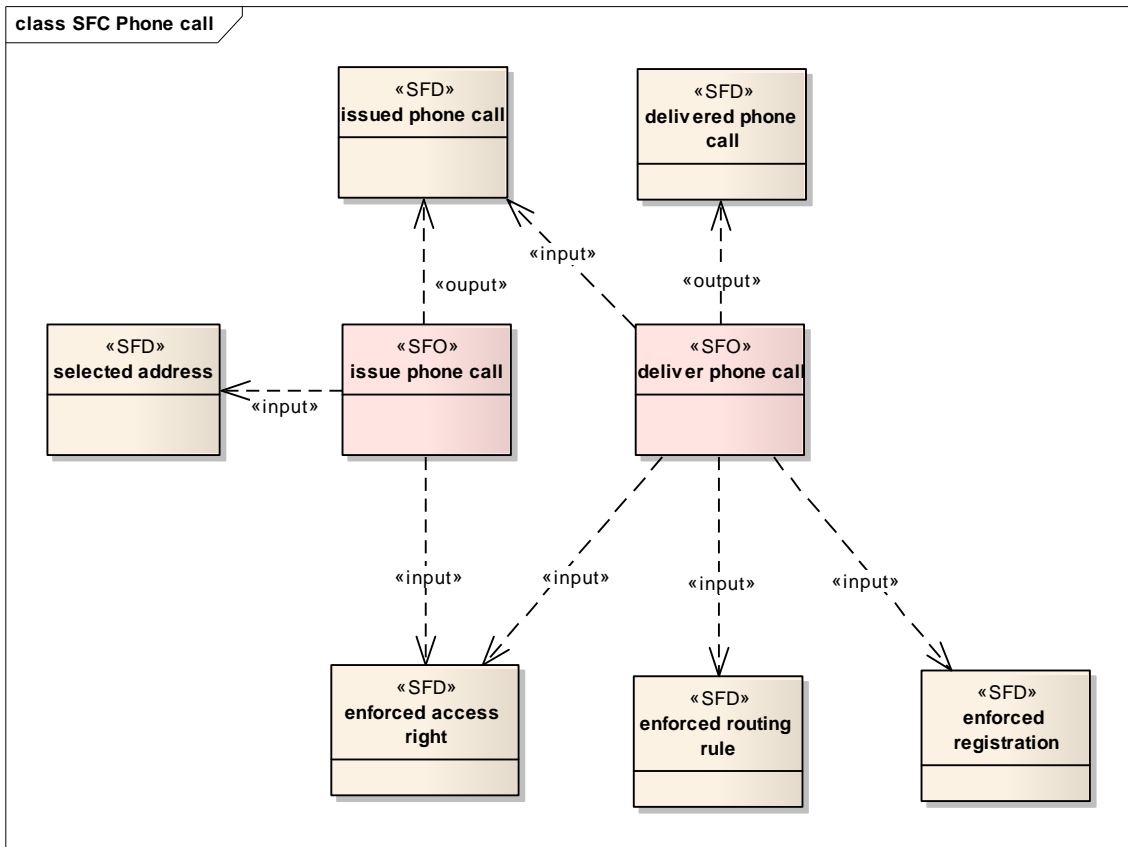 class SFC Phone call
«SFD»
issued phone call
«SFD»
delivered phone
call
«input»
«ouput»
«output»
«SFD»
selected address
«SFO»
issue phone call
«SFO»
deliver phone call
«input»
«input»
«input»
«input»
«input»
«SFD»
enforced access
right
«SFD»
enforced routing
rule
«SFD»
enforced
registration